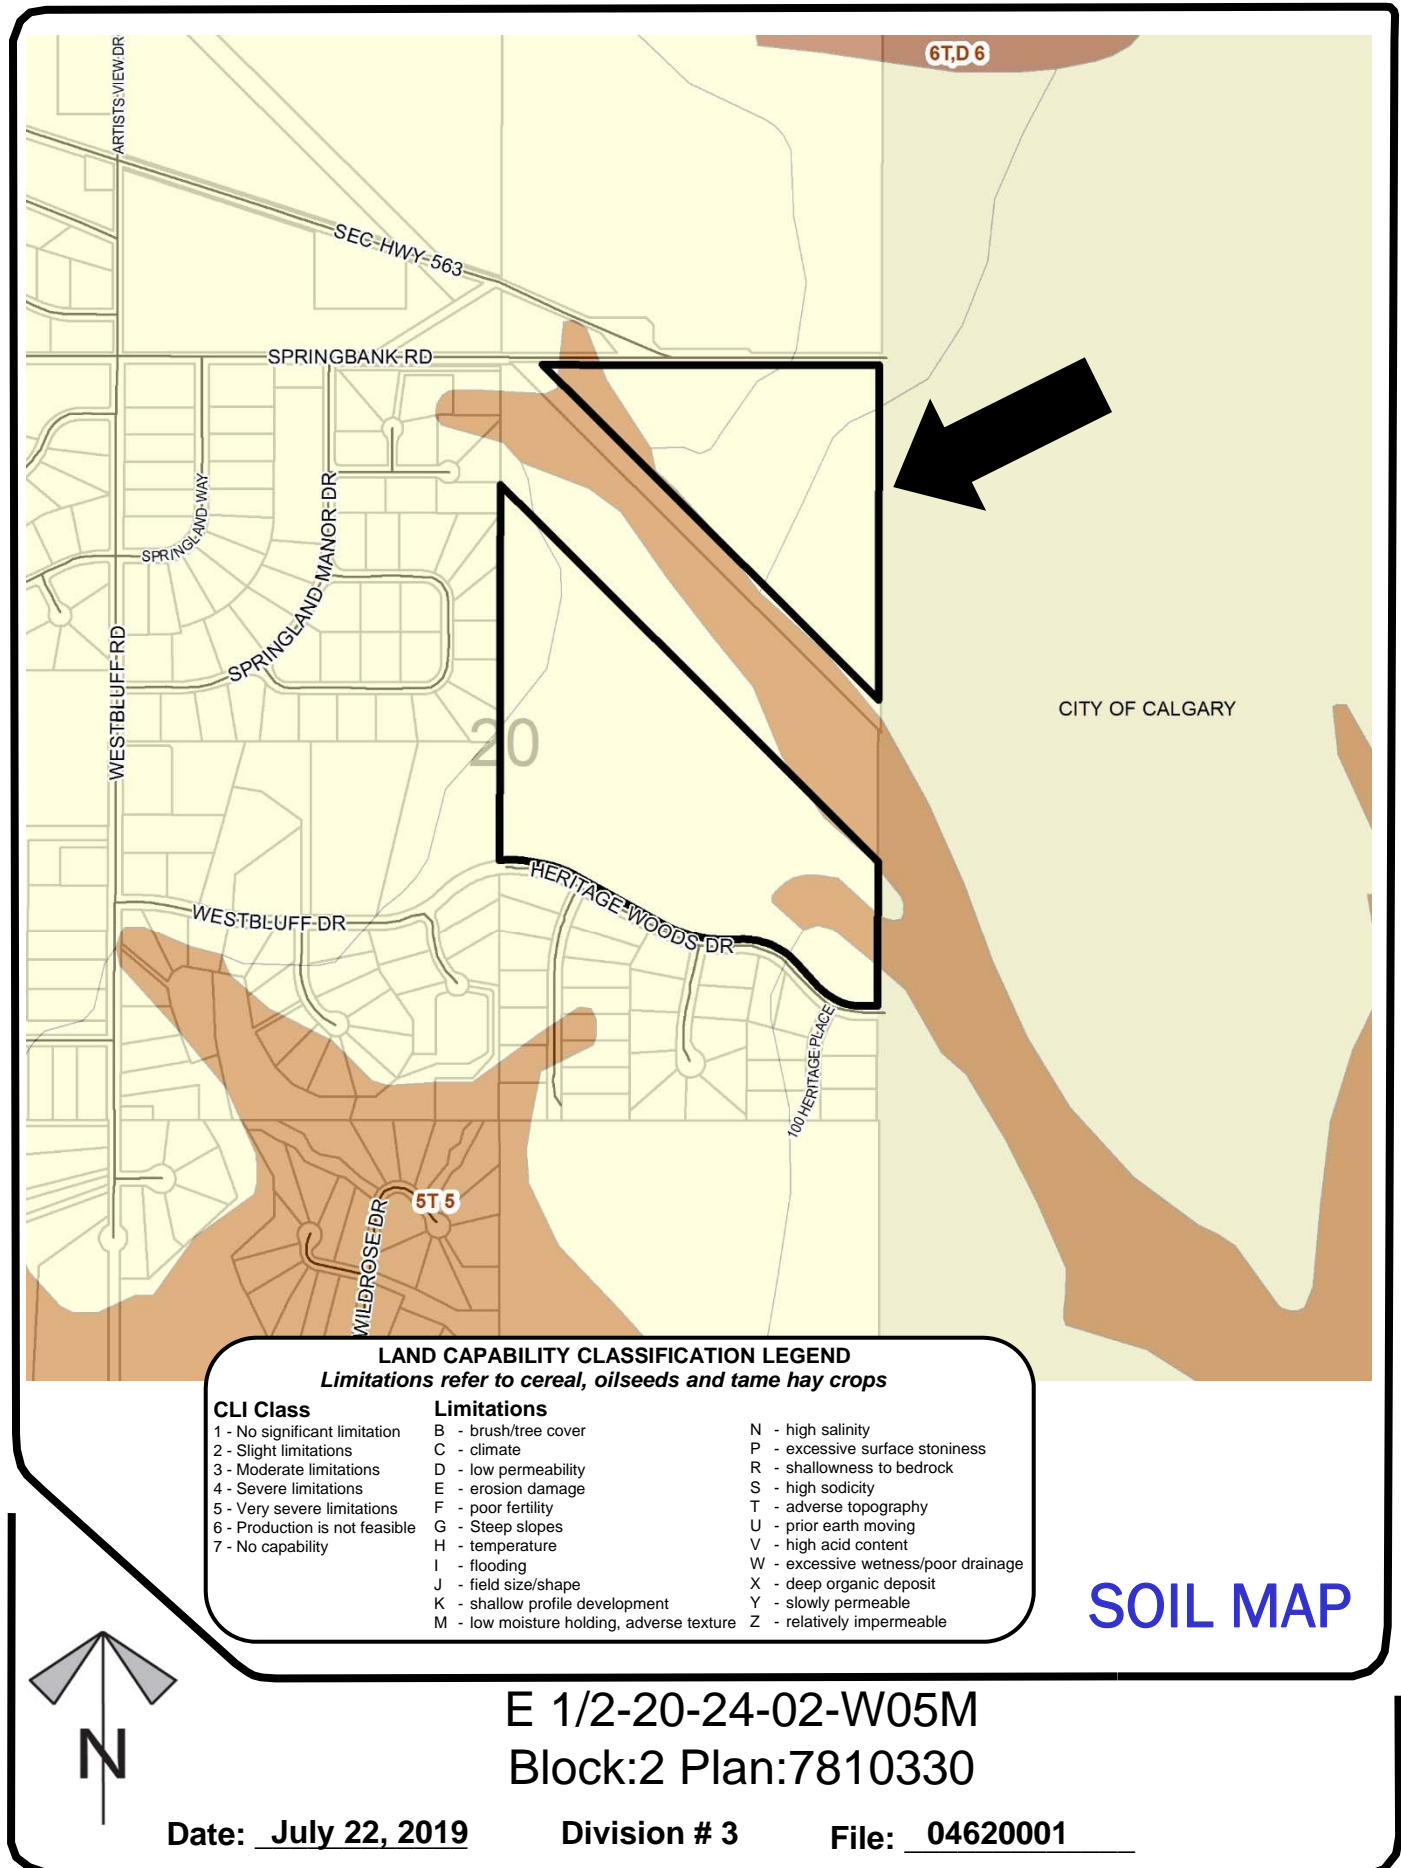 ARTISTS VIEW DR
6T,D 6
SEC HWY 563
SPRINGBANK RD
SPRINGLAND WAY
SPRINGLAND MANOR DR
WESTBLUFF RD
20
CITY OF CALGARY
HERITAGE WOODS DR
WESTBLUFF DR
100 HERITAGE PLACE
5T 5
WILDROSE DR
LAND CAPABILITY CLASSIFICATION LEGEND
Limitations refer to cereal, oilseeds and tame hay crops
CLI Class
1 - No significant limitation
2 - Slight limitations
3 - Moderate limitations
4 - Severe limitations
5 - Very severe limitations
6 - Production is not feasible
7 - No capability
Limitations
B - brush/tree cover
C - climate
D - low permeability
E - erosion damage
F - poor fertility
G - Steep slopes
H - temperature
I - flooding
J - field size/shape
K - shallow profile development
M - low moisture holding, adverse texture
N - high salinity
P - excessive surface stoniness
R - shallowness to bedrock
S - high sodicity
T - adverse topography
U - prior earth moving
V - high acid content
W - excessive wetness/poor drainage
X - deep organic deposit
Y - slowly permeable
Z - relatively impermeable
SOIL MAP
N
E 1/2-20-24-02-W05M
Block:2 Plan:7810330
Date: July 22, 2019 Division # 3 File: 04620001